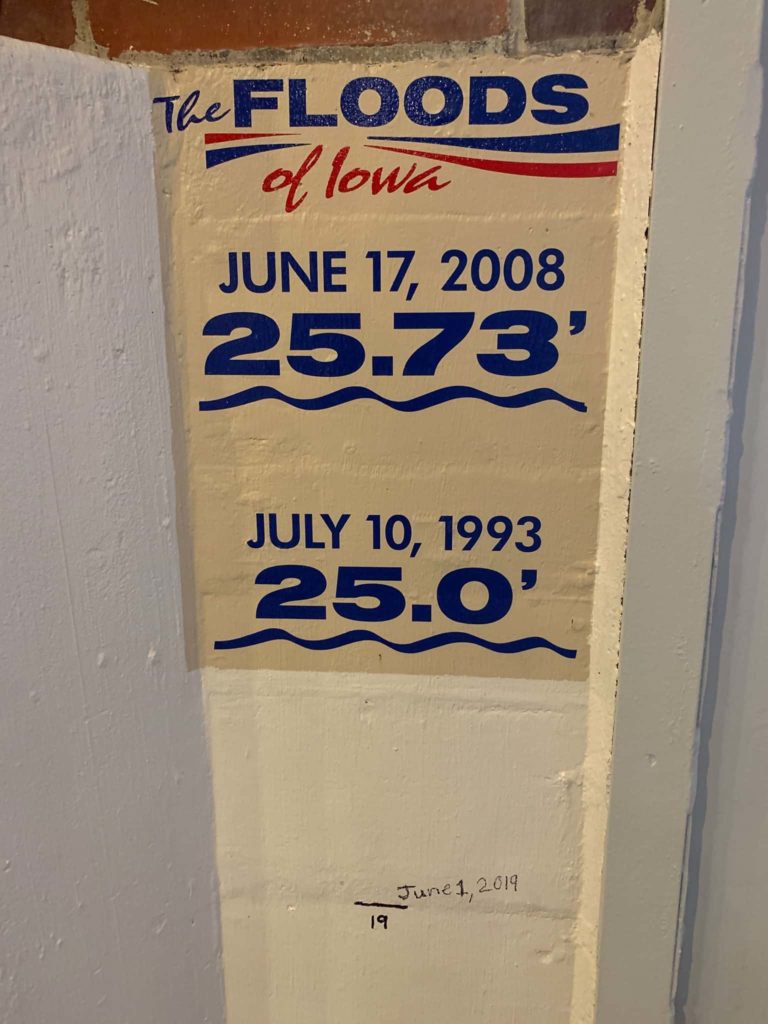 The FLOODS
of Iowa
JUNE 17, 2008
25.73’
JULY 10, 1993
25.0’
June 1, 2019
19